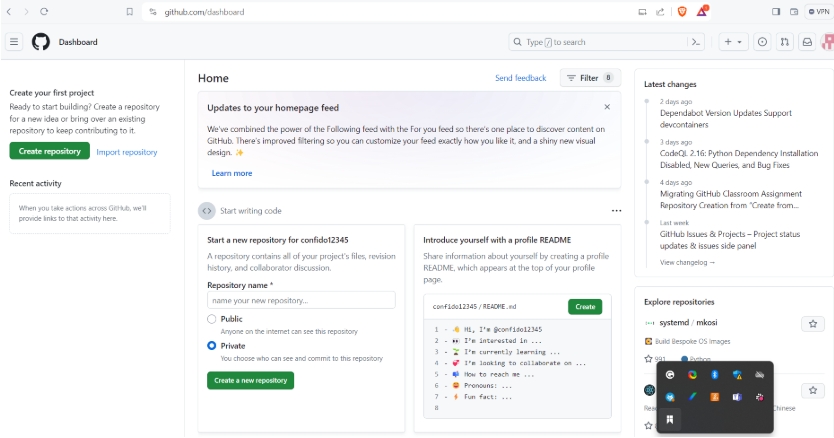 github.com/dashboard
VPN
Dashboard
Type / to search
Create your first project
Ready to start building? Create a repository
for a new idea or bring over an existing
repository to keep contributing to it.
Create repository
Import repository
Recent activity
When you take actions across GitHub, we'll
provide links to that activity here.
Home
Send feedback
Filter 8
Updates to your homepage feed
We've combined the power of the Following feed with the For you feed so there's one place to discover content on
GitHub. There's improved filtering so you can customize your feed exactly how you like it, and a shiny new visual
design. ✨
Learn more
Start writing code
Start a new repository for confido12345
A repository contains all of your project's files, revision
history, and collaborator discussion.
Repository name *
name your new repository...
Public
Anyone on the internet can see this repository
Private
You choose who can see and commit to this repository
Create a new repository
Introduce yourself with a profile README
Share information about yourself by creating a profile
README, which appears at the top of your profile
page.
confido12345 / README.md
Create
1 - 👋 Hi, I'm @confido12345
2 - 👀 I'm interested in ...
3 - 🌱 I'm currently learning ...
4 - 💞️ I'm looking to collaborate on ...
5 - 📫 How to reach me ...
6 - 😄 Pronouns: ...
7 - ⚡ Fun fact: ...
8
Latest changes
2 days ago
Dependabot Version Updates Support
devcontainers
3 days ago
CodeQL 2.16: Python Dependency Installation
Disabled, New Queries, and Bug Fixes
4 days ago
Migrating GitHub Classroom Assignment
Repository Creation from "Create from...
Last week
GitHub Issues & Projects – Project status
updates & issues side panel
View changelog →
Explore repositories
systemd / mkosi
Build Bespoke OS Images
991
Python
Chinese